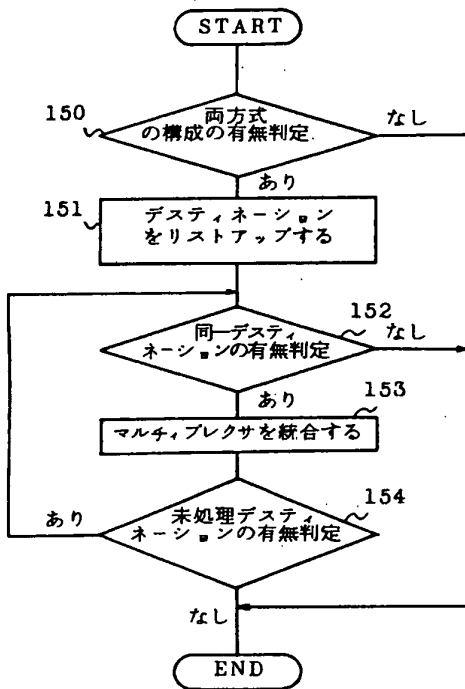 START
150
両方式
の構成の有無判定
なし
あり
151
デスティネーション
をリストアップする
152
同一デスティ
ネーションの有無判定
なし
あり
153
マルチィプレクサを統合する
154
未処理デスティ
ネーションの有無判定
あり
なし
END